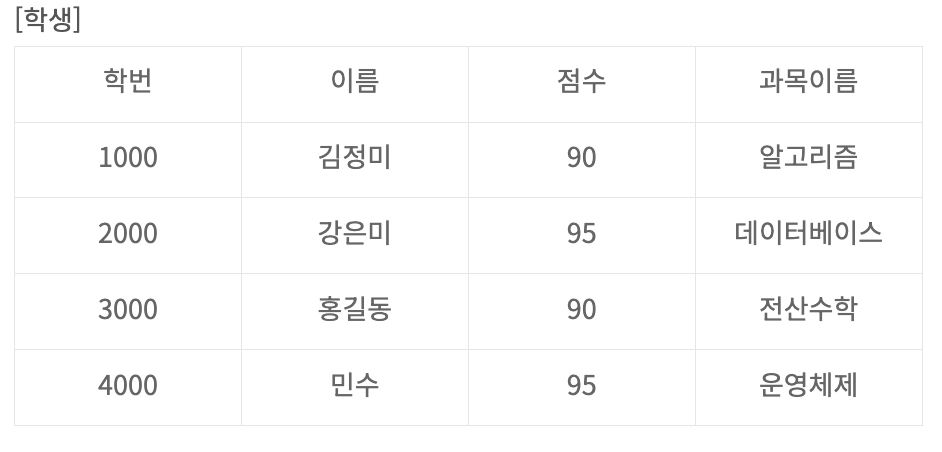 [학생]
학번 이름 점수 과목이름
1000 김정미 90 알고리즘
2000 강은미 95 데이터베이스
3000 홍길동 90 전산수학
4000 민수 95 운영체제